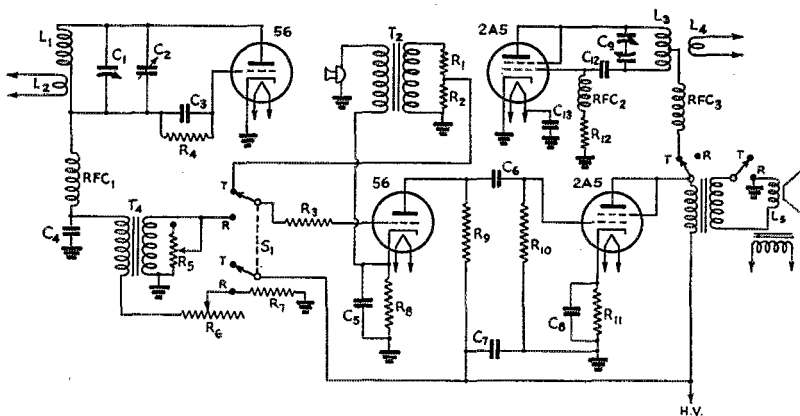 56
T2
2A5
L3
L4
L1
C1
C2
R1
C9
C12
L2
C3
R2
RFC2
RFC3
C13
R4
R12
RFC1
T
R
T
R
56
C6
2A5
T4
T
R3
L5
C4
R
R9
R10
R5
S1
T
R
R7
C5
R8
C8
R11
R6
C7
H.V.